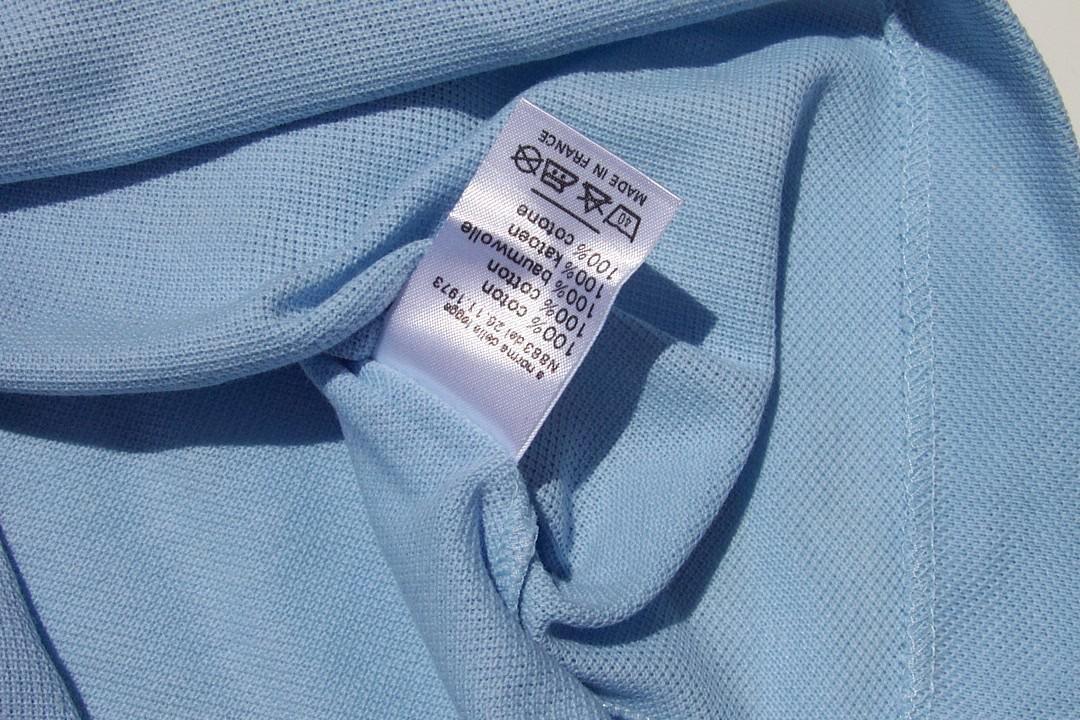 a norma della legge
N883 del 26.11.1973
100% coton
100% cotton
100% baumwolle
100% katoen
100% cotone
40
MADE IN FRANCE